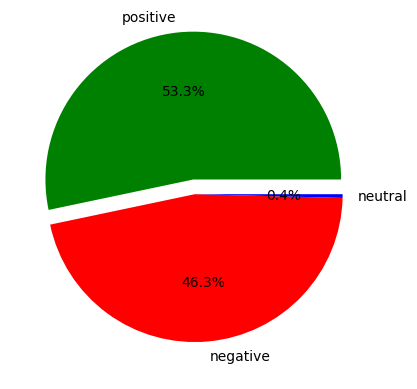 positive
53.3%
0.4%
neutral
46.3%
negative